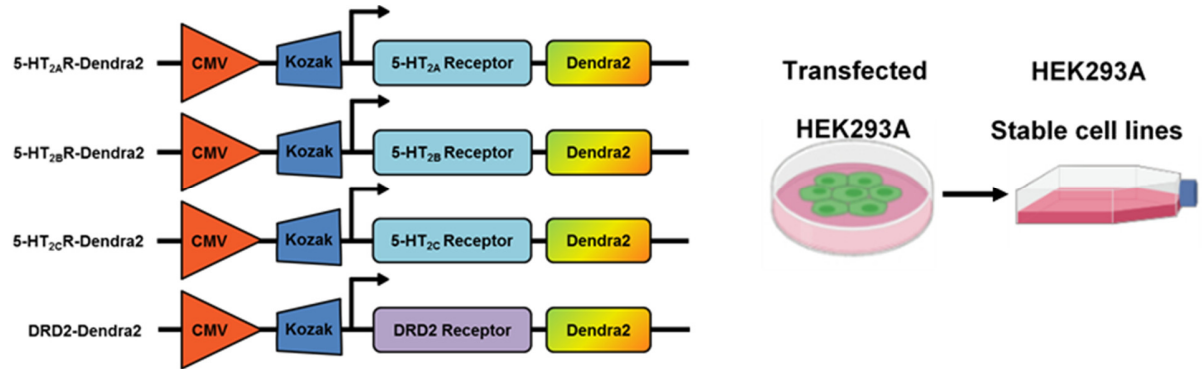 5-HT2AR-Dendra2 CMV Kozak 5-HT2A Receptor Dendra2
5-HT2BR-Dendra2 CMV Kozak 5-HT2B Receptor Dendra2
5-HT2CR-Dendra2 CMV Kozak 5-HT2C Receptor Dendra2
DRD2-Dendra2 CMV Kozak DRD2 Receptor Dendra2
Transfected
HEK293A
HEK293A
Stable cell lines